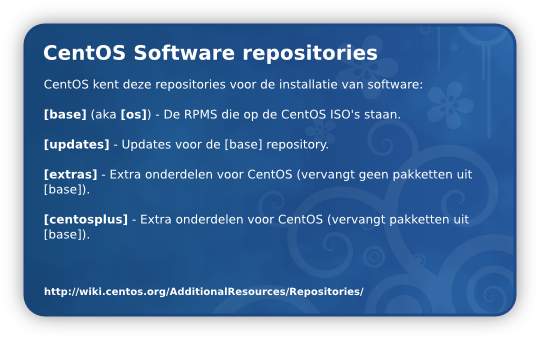 CentOS Software repositories
CentOS kent deze repositories voor de installatie van software:
[base] (aka [os]) - De RPMS die op de CentOS ISO's staan.
[updates] - Updates voor de [base] repository.
[extras] - Extra onderdelen voor CentOS (vervangt geen pakketten uit
[base]).
[centosplus] - Extra onderdelen voor CentOS (vervangt pakketten uit
[base]).
http://wiki.centos.org/AdditionalResources/Repositories/